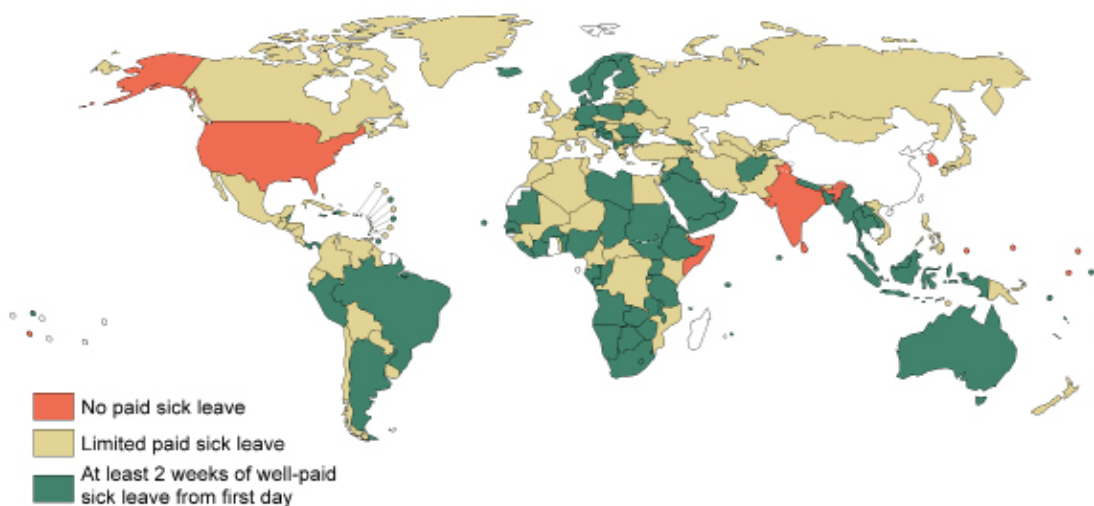 No paid sick leave
Limited paid sick leave
At least 2 weeks of well-paid
sick leave from first day